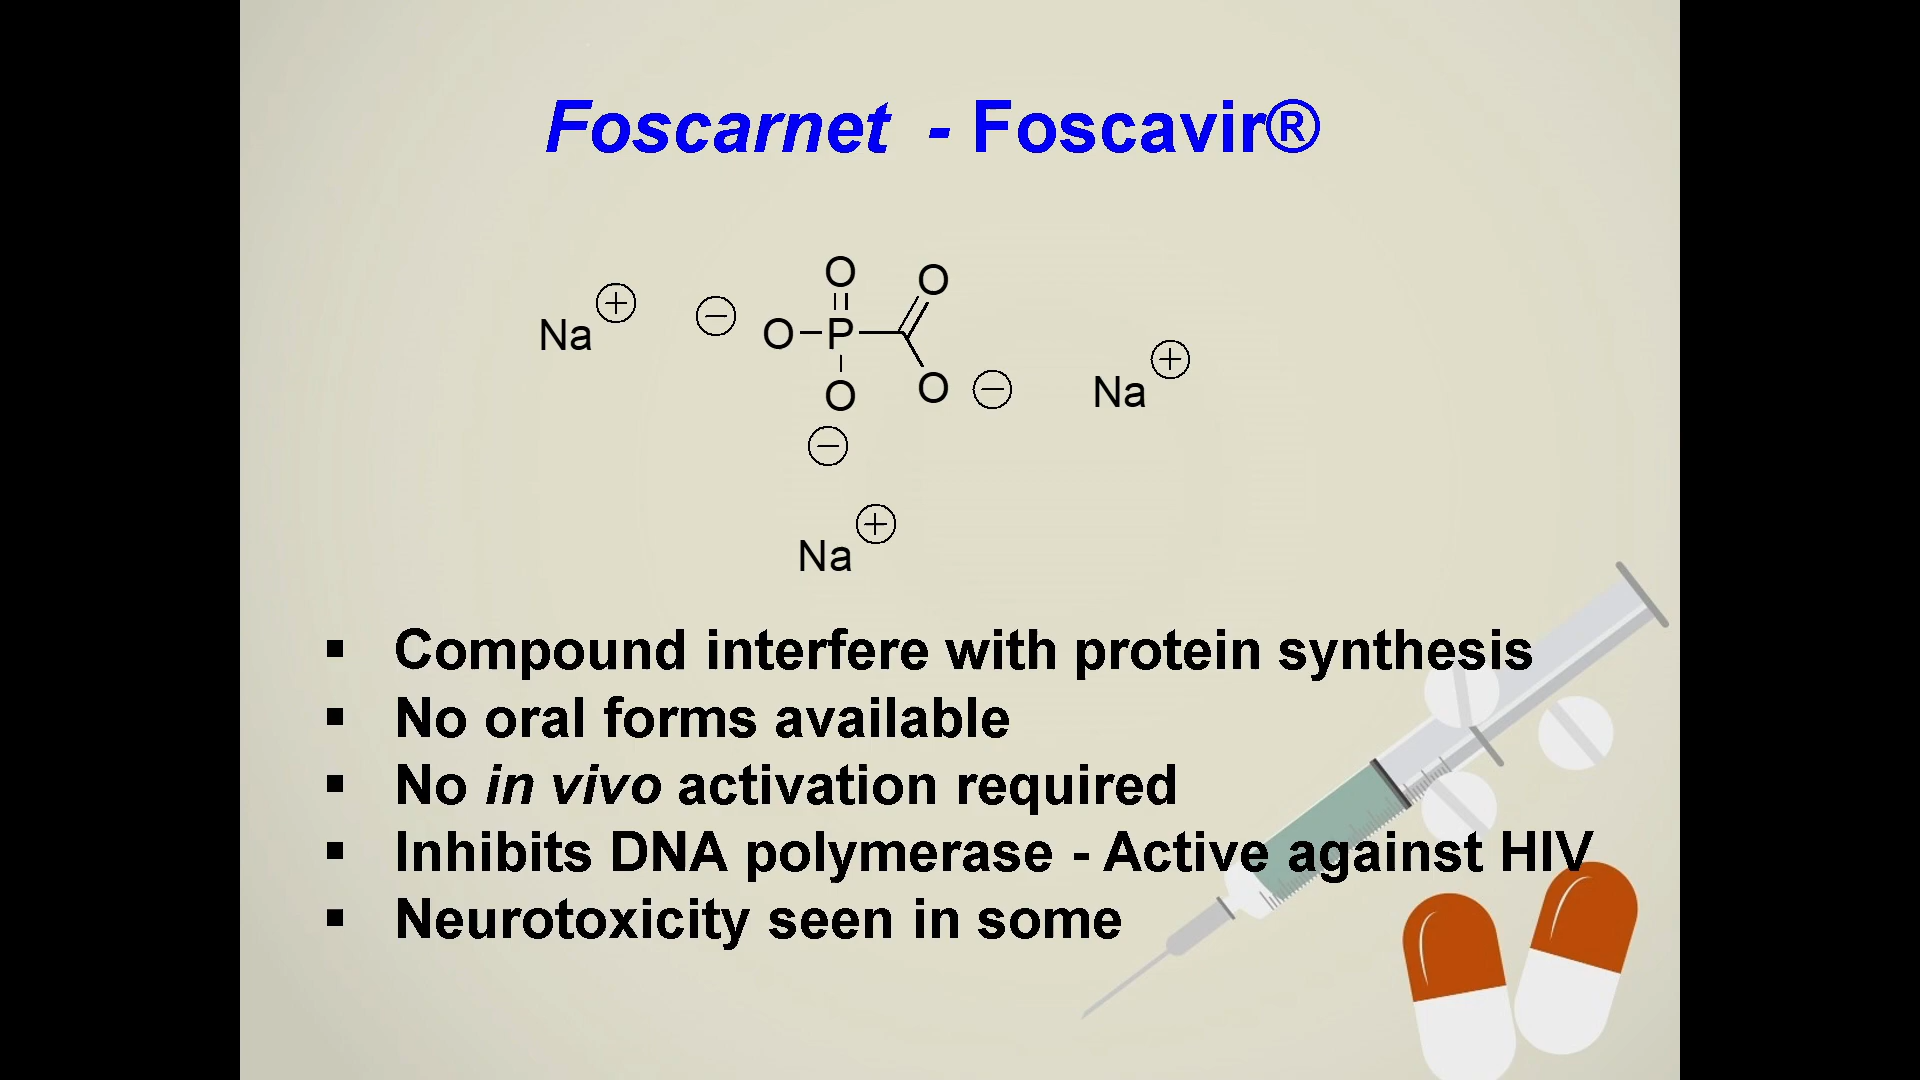 Foscarnet - Foscavir®
O
O
Na ⊕ ⊖ O P
O O ⊖ Na ⊕
⊖
Na ⊕
▪ Compound interfere with protein synthesis
▪ No oral forms available
▪ No in vivo activation required
▪ Inhibits DNA polymerase - Active against HIV
▪ Neurotoxicity seen in some